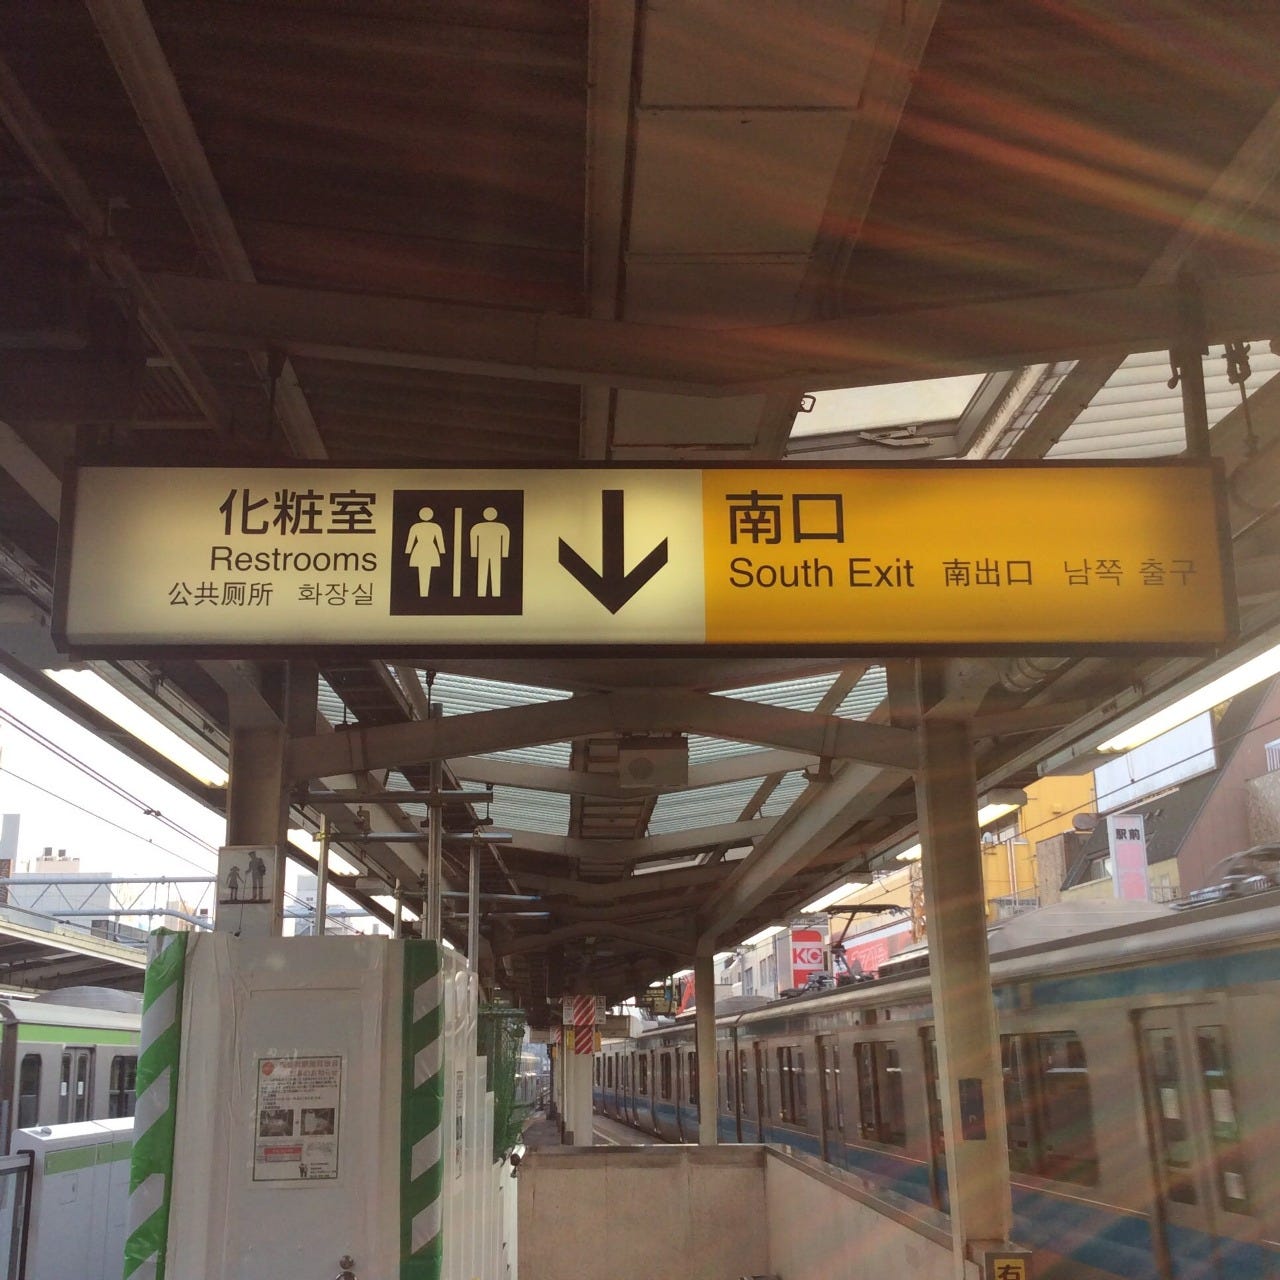 化粧室
Restrooms
公共厕所 화장실
南口
South Exit 南出口 남쪽 출구
駅前
右